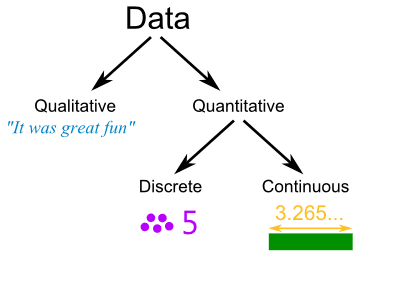 Data
Qualitative
Quantitative
"It was great fun"
Discrete
Continuous
5
3.265...